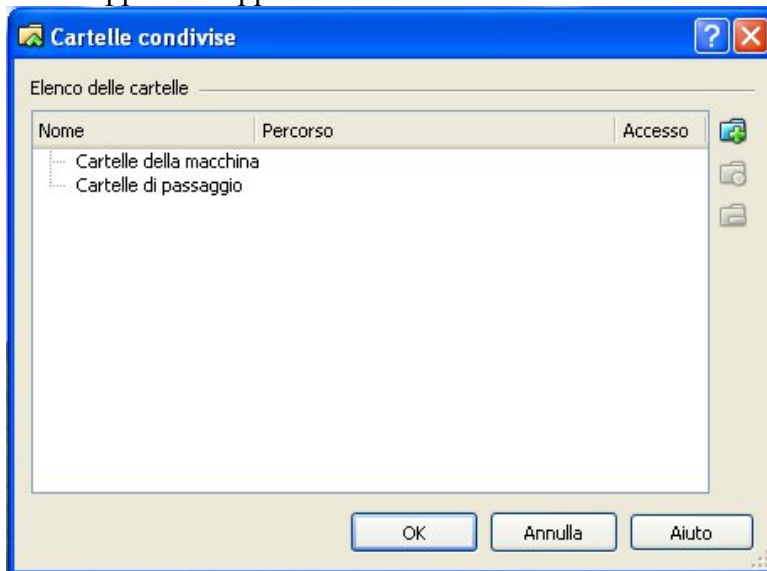 Cartelle condivise
Elenco delle cartelle
Nome Percorso Accesso
Cartelle della macchina
Cartelle di passaggio
OK Annulla Aiuto